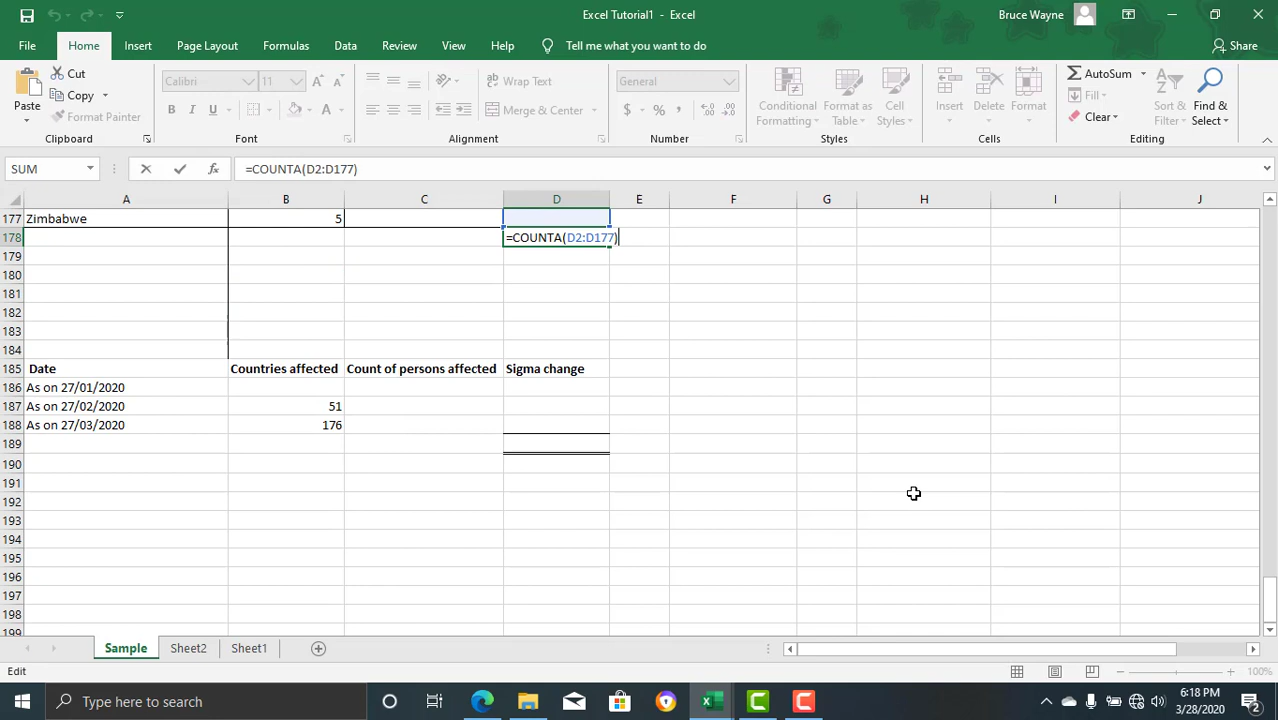 Excel Tutorial1 - Excel
Bruce Wayne
File Home Insert Page Layout Formulas Data Review View Help Tell me what you want to do Share
Paste
Cut
Copy
Format Painter
Clipboard
Calibri 11
B I U
Font
Wrap Text
Merge & Center
Alignment
General
$ % ,
Number
Conditional Formatting
Format as Table
Cell Styles
Styles
Insert
Delete
Format
Cells
AutoSum
Fill
Clear
Sort & Filter
Find & Select
Editing
SUM fx =COUNTA(D2:D177)
A B C D E F G H I J
177 Zimbabwe 5
178 =COUNTA(D2:D177)
179
180
181
182
183
184
185 Date Countries affected Count of persons affected Sigma change
186 As on 27/01/2020
187 As on 27/02/2020 51
188 As on 27/03/2020 176
189
190
191
192
193
194
195
196
197
198
199
Sample Sheet2 Sheet1
Edit
Type here to search
6:18 PM
3/28/2020
2